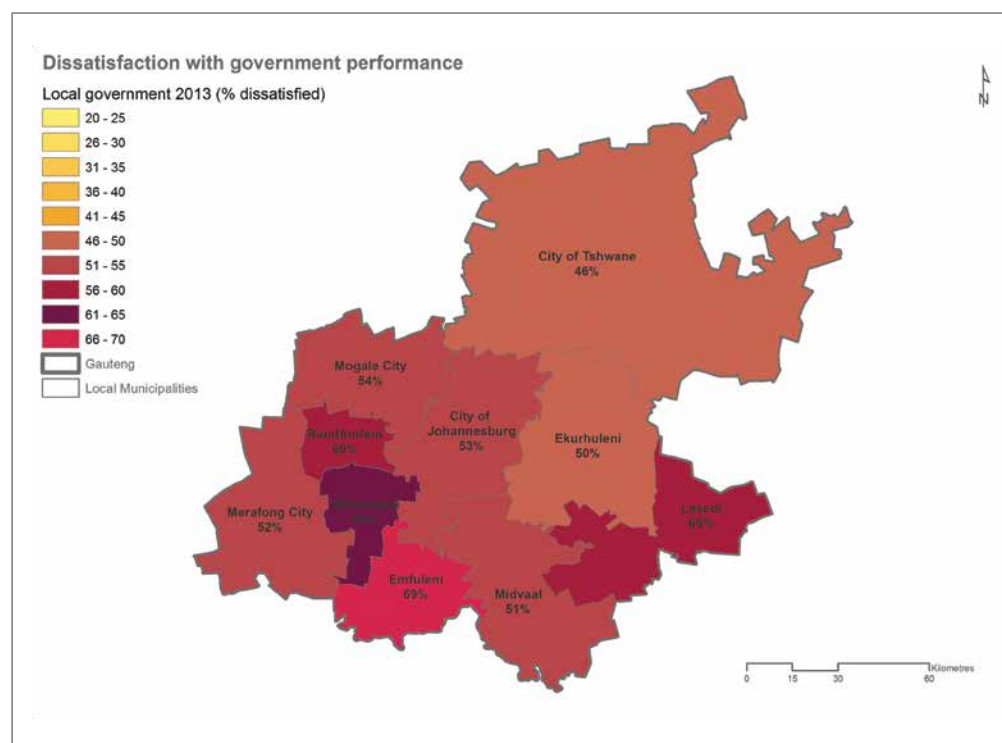 Dissatisfaction with government performance
Local government 2013 (% dissatisfied)
20 - 25
26 - 30
31 - 35
36 - 40
41 - 45
46 - 50
51 - 55
56 - 60
61 - 65
66 - 70
Gauteng
Local Municipalities
N
City of Tshwane
46%
Mogale City
54%
City of
Johannesburg
53%
Randfontein
60%
Ekurhuleni
50%
Merafong City
52%
Lesedi
60%
Emfuleni
69%
Midvaal
51%
Kilometres
0 15 30 60